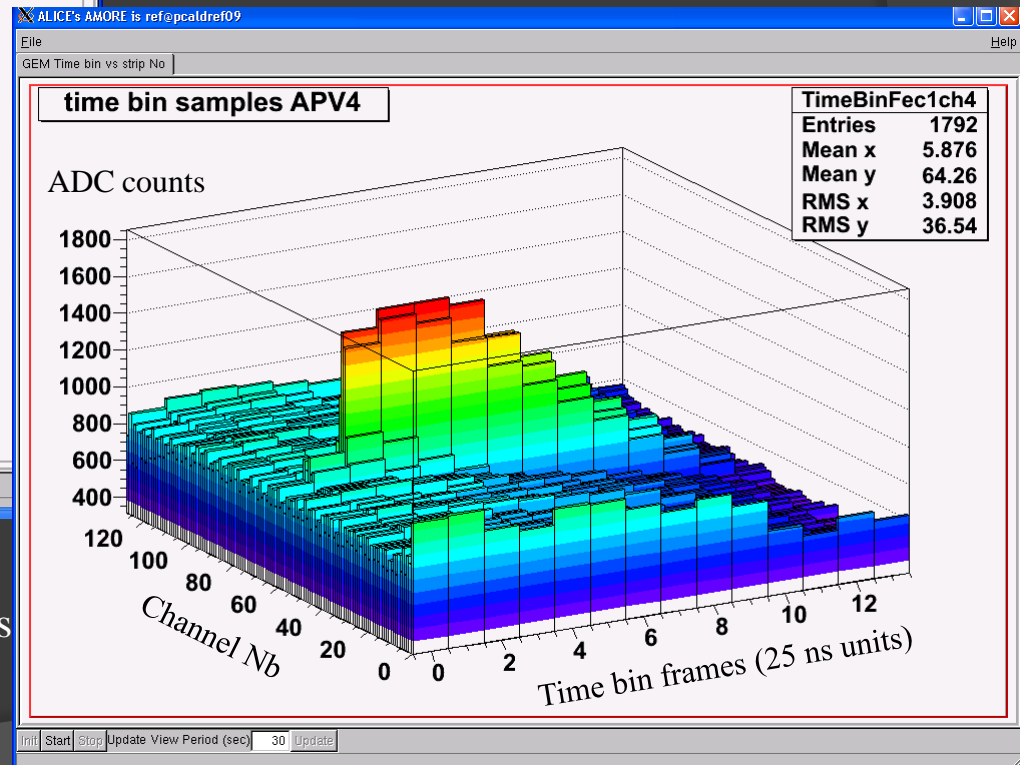 ALICE's AMORE is ref@pcaldref09
File Help
GEM Time bin vs strip No
time bin samples APV4
TimeBinFec1ch4
Entries 1792
Mean x 5.876
Mean y 64.26
RMS x 3.908
RMS y 36.54
ADC counts
1800
1600
1400
1200
1000
800
600
400
120
100
80
60
40
20
0
0
2
4
6
8
10
12
Channel Nb
Time bin frames (25 ns units)
s
Init Start Stop Update View Period (sec) 30 Update